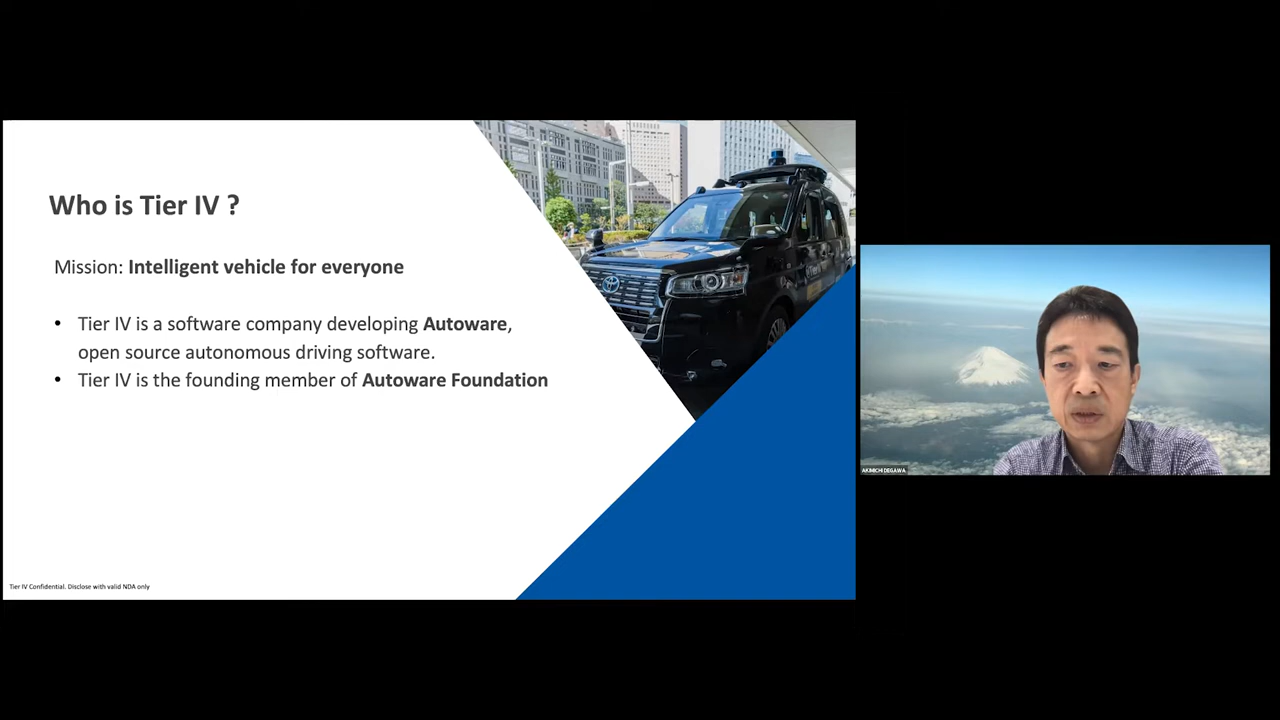 Who is Tier IV ?
Mission: Intelligent vehicle for everyone
• Tier IV is a software company developing Autoware,
open source autonomous driving software.
• Tier IV is the founding member of Autoware Foundation
Tier IV Confidential. Disclose with valid NDA only
AKIMICHI DEGAWA